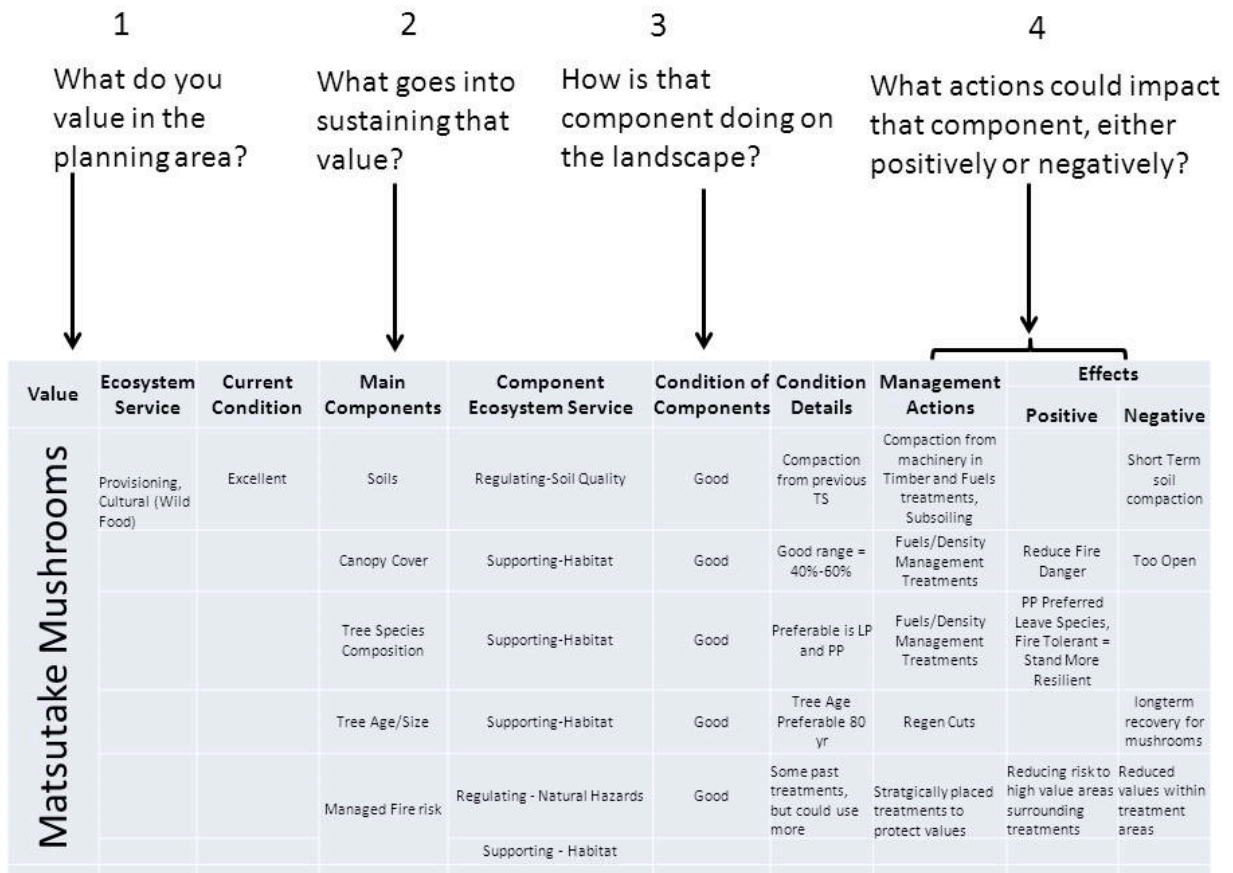 1
What do you
value in the
planning area?
2
What goes into
sustaining that
value?
3
How is that
component doing on
the landscape?
4
What actions could impact
that component, either
positively or negatively?
Value
Ecosystem
Service
Current
Condition
Main
Components
Component
Ecosystem Service
Condition of
Components
Condition
Details
Management
Actions
Effects
Positive
Negative
Matsutake Mushrooms
Provisioning,
Cultural (Wild
Food)
Excellent
Soils
Regulating-Soil Quality
Good
Compaction
from previous
TS
Compaction from
machinery in
Timber and Fuels
treatments,
Subsoiling
Short Term
soil
compaction
Canopy Cover
Supporting-Habitat
Good
Good range =
40%-60%
Fuels/Density
Management
Treatments
Reduce Fire
Danger
Too Open
Tree Species
Composition
Supporting-Habitat
Good
Preferable is LP
and PP
Fuels/Density
Management
Treatments
PP Preferred
Leave Species,
Fire Tolerant =
Stand More
Resilient
Tree Age/Size
Supporting-Habitat
Good
Tree Age
Preferable 80
yr
Regen Cuts
longterm
recovery for
mushrooms
Managed Fire risk
Regulating - Natural Hazards
Good
Some past
treatments,
but could use
more
Stratgically placed
treatments to
protect values
Reducing risk to
high value areas
surrounding
treatments
Reduced
values within
treatment
areas
Supporting - Habitat